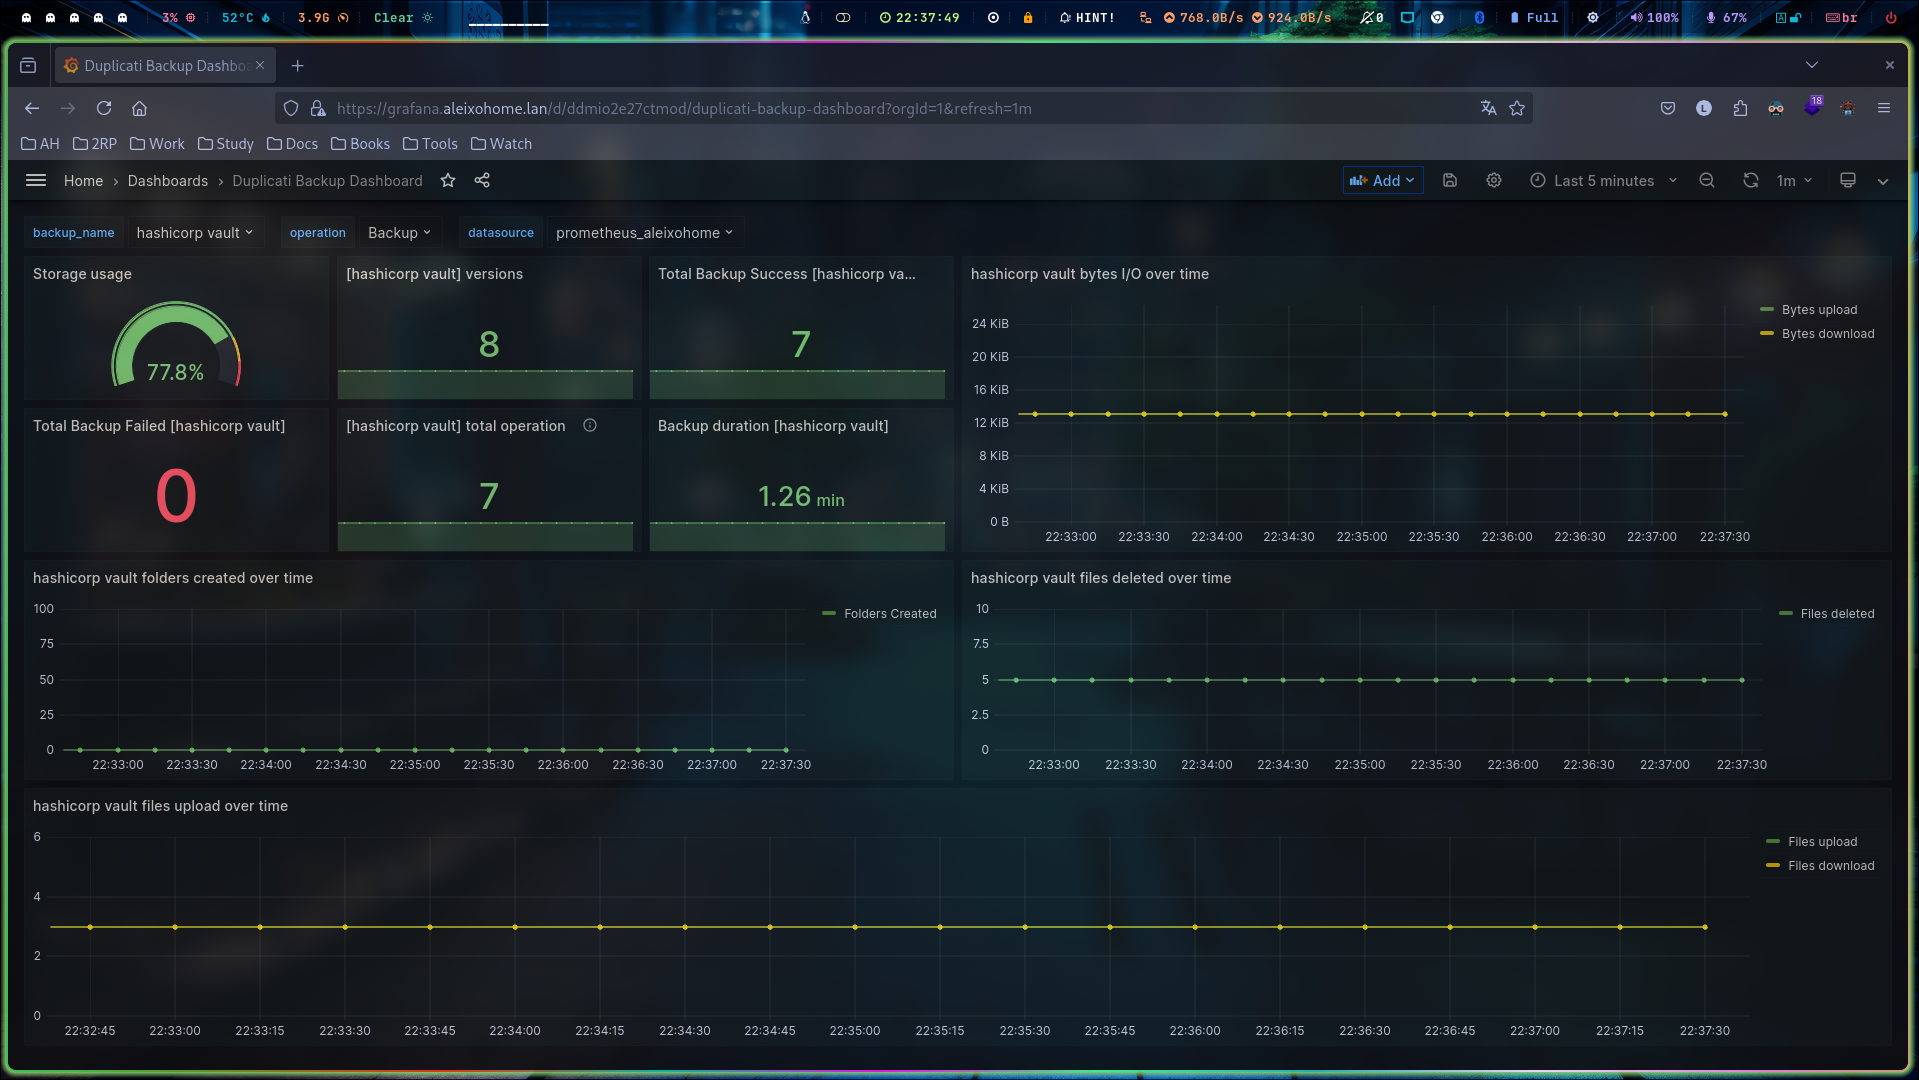 3% 52°C 3.9G Clear 22:37:49 HINT! 768.0B/s 924.0B/s 0 Full 100% 67% A br
Duplicati Backup Dashbo
https://grafana.aleixohome.lan/d/ddmio2e27ctmod/duplicati-backup-dashboard?orgId=1&refresh=1m
L 18
AH 2RP Work Study Docs Books Tools Watch
Home › Dashboards › Duplicati Backup Dashboard Add Last 5 minutes 1m
backup_name hashicorp vault operation Backup datasource prometheus_aleixohome
Storage usage
77.8%
[hashicorp vault] versions
8
Total Backup Success [hashicorp va...
7
Total Backup Failed [hashicorp vault]
0
[hashicorp vault] total operation
7
Backup duration [hashicorp vault]
1.26 min
hashicorp vault bytes I/O over time
24 KiB
20 KiB
16 KiB
12 KiB
8 KiB
4 KiB
0 B
22:33:00 22:33:30 22:34:00 22:34:30 22:35:00 22:35:30 22:36:00 22:36:30 22:37:00 22:37:30
Bytes upload
Bytes download
hashicorp vault folders created over time
100
75
50
25
0
22:33:00 22:33:30 22:34:00 22:34:30 22:35:00 22:35:30 22:36:00 22:36:30 22:37:00 22:37:30
Folders Created
hashicorp vault files deleted over time
10
7.5
5
2.5
0
22:33:00 22:33:30 22:34:00 22:34:30 22:35:00 22:35:30 22:36:00 22:36:30 22:37:00 22:37:30
Files deleted
hashicorp vault files upload over time
6
4
2
0
22:32:45 22:33:00 22:33:15 22:33:30 22:33:45 22:34:00 22:34:15 22:34:30 22:34:45 22:35:00 22:35:15 22:35:30 22:35:45 22:36:00 22:36:15 22:36:30 22:36:45 22:37:00 22:37:15 22:37:30
Files upload
Files download